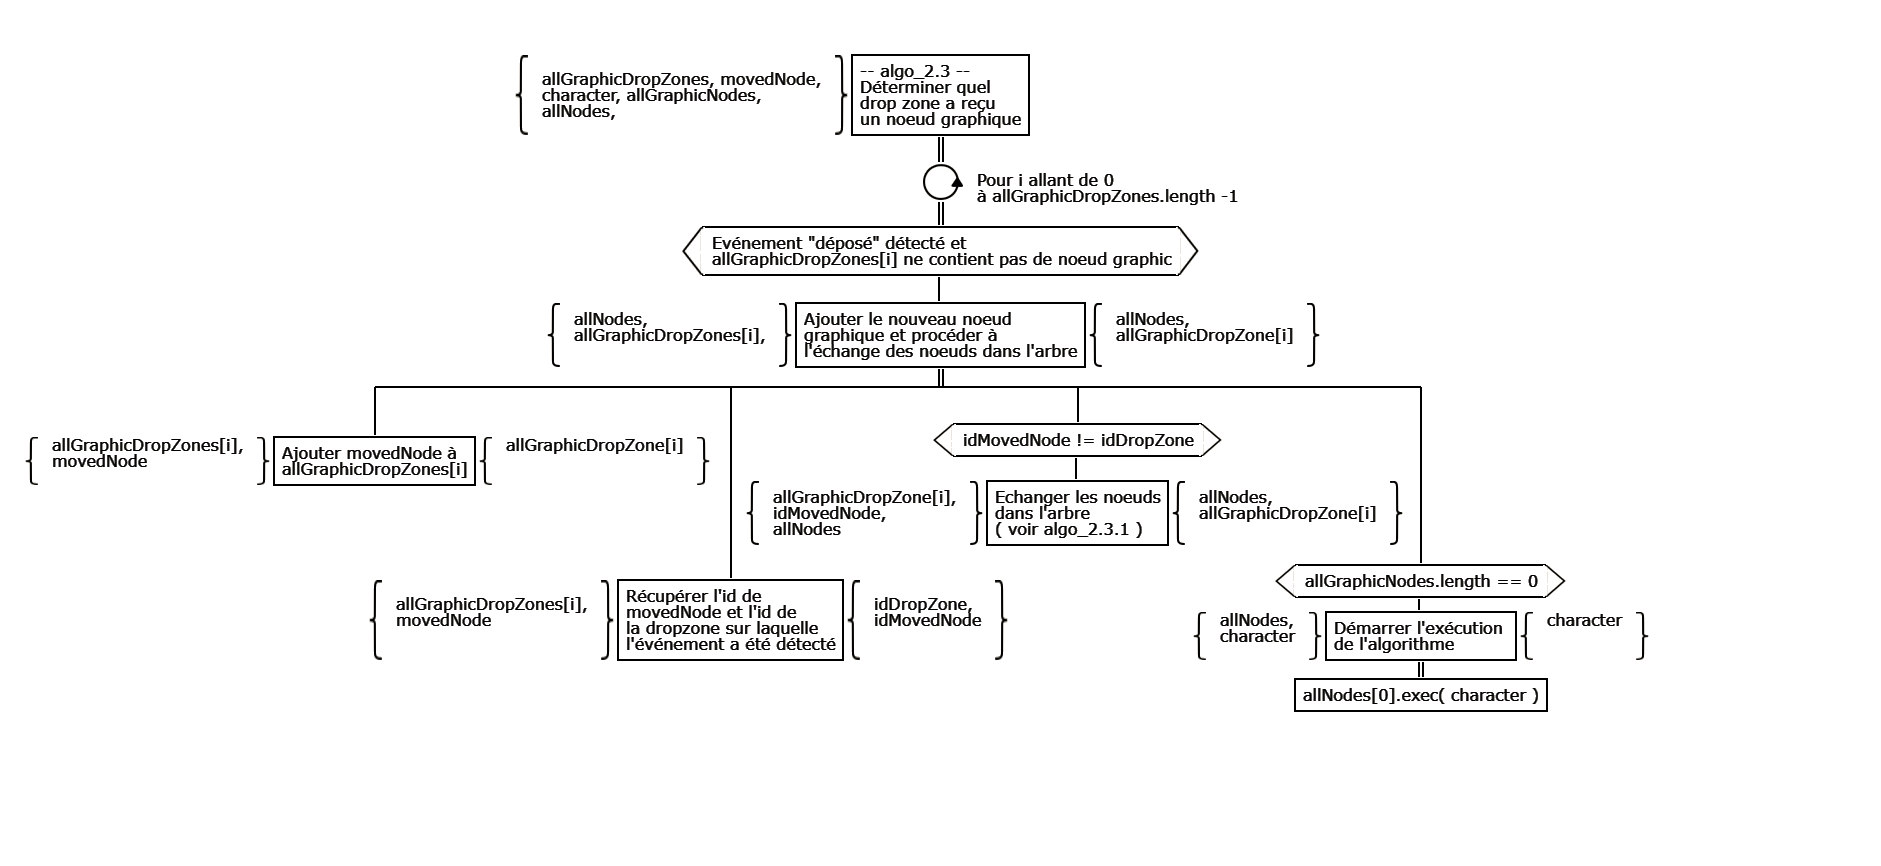 allGraphicDropZones, movedNode,
character, allGraphicNodes,
allNodes,
-- algo_2.3 --
Déterminer quel
drop zone a reçu
un noeud graphique
Pour i allant de 0
à allGraphicDropZones.length -1
Evénement "déposé" détecté et
allGraphicDropZones[i] ne contient pas de noeud graphic
allNodes,
allGraphicDropZones[i],
Ajouter le nouveau noeud
graphique et procéder à
l'échange des noeuds dans l'arbre
allNodes,
allGraphicDropZone[i]
allGraphicDropZones[i],
movedNode
Ajouter movedNode à
allGraphicDropZones[i]
allGraphicDropZone[i]
idMovedNode != idDropZone
allGraphicDropZone[i],
idMovedNode,
allNodes
Echanger les noeuds
dans l'arbre
( voir algo_2.3.1 )
allNodes,
allGraphicDropZone[i]
allGraphicDropZones[i],
movedNode
Récupérer l'id de
movedNode et l'id de
la dropzone sur laquelle
l'événement a été détecté
idDropZone,
idMovedNode
allGraphicNodes.length == 0
allNodes,
character
Démarrer l'exécution
de l'algorithme
character
allNodes[0].exec( character )